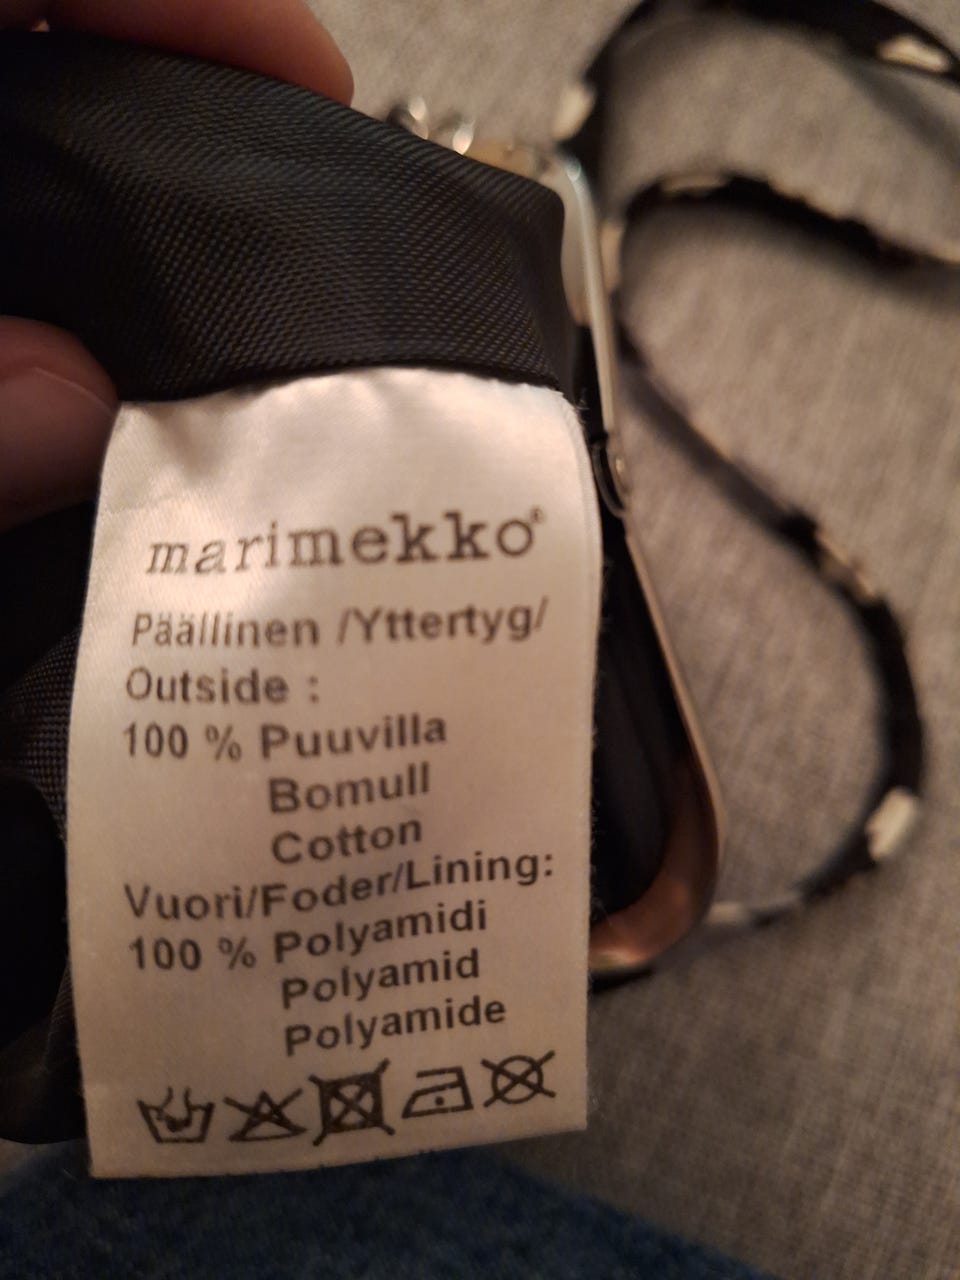 marimekko®
Päällinen /Yttertyg/
Outside :
100 % Puuvilla
Bomull
Cotton
Vuori/Foder/Lining:
100 % Polyamidi
Polyamid
Polyamide